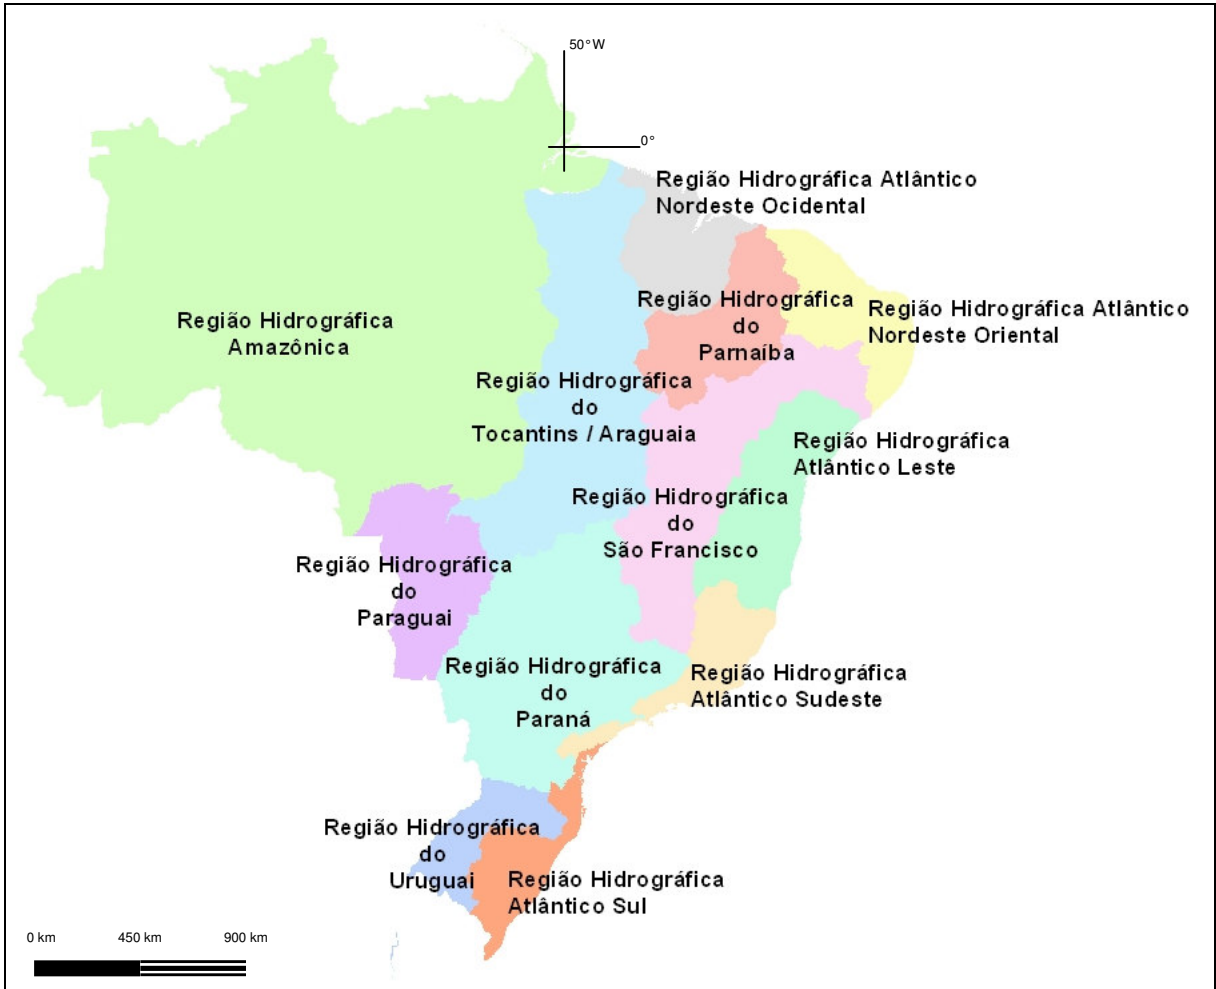 50°W
0°
Região Hidrográfica Atlântico
Nordeste Ocidental
Região Hidrográfica
do
Parnaíba
Região Hidrográfica Atlântico
Nordeste Oriental
Região Hidrográfica
Amazônica
Região Hidrográfica
do
Tocantins / Araguaia
Região Hidrográfica
Atlântico Leste
Região Hidrográfica
do
São Francisco
Região Hidrográfica
do
Paraguai
Região Hidrográfica
do
Paraná
Região Hidrográfica
Atlântico Sudeste
Região Hidrográfica
do
Uruguai
Região Hidrográfica
Atlântico Sul
0 km 450 km 900 km